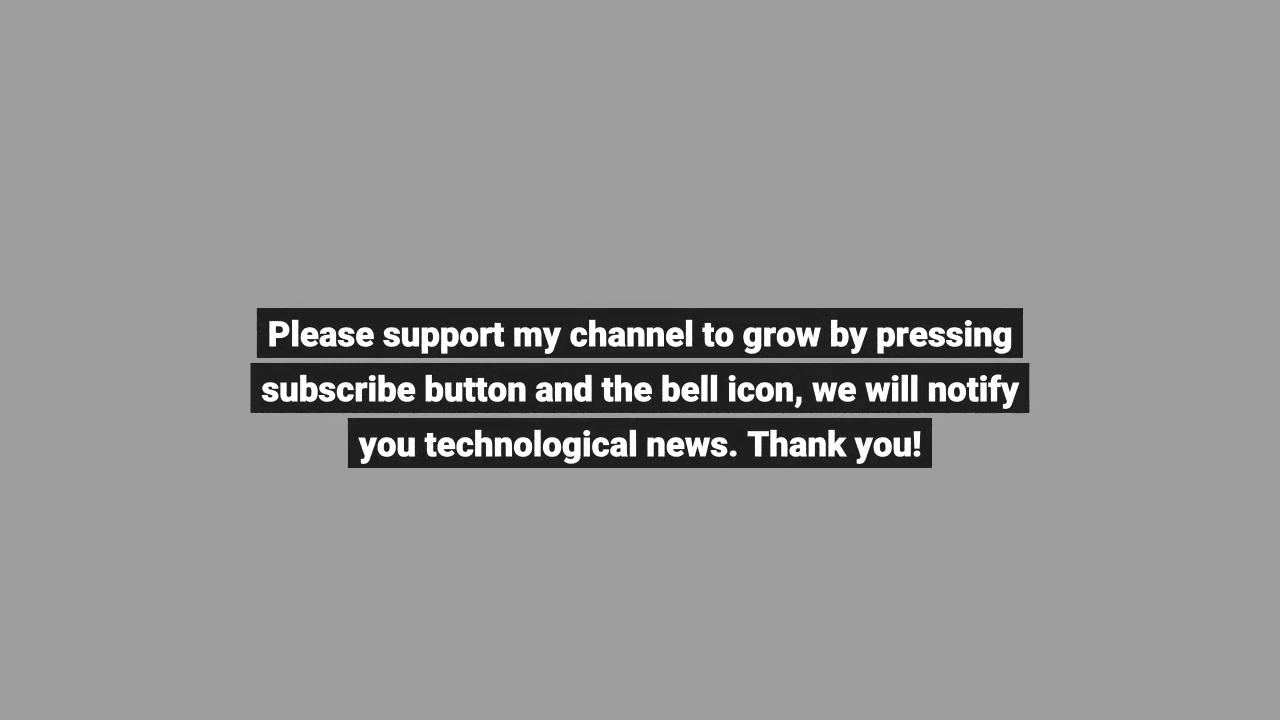 Please support my channel to grow by pressing
subscribe button and the bell icon, we will notify
you technological news. Thank you!